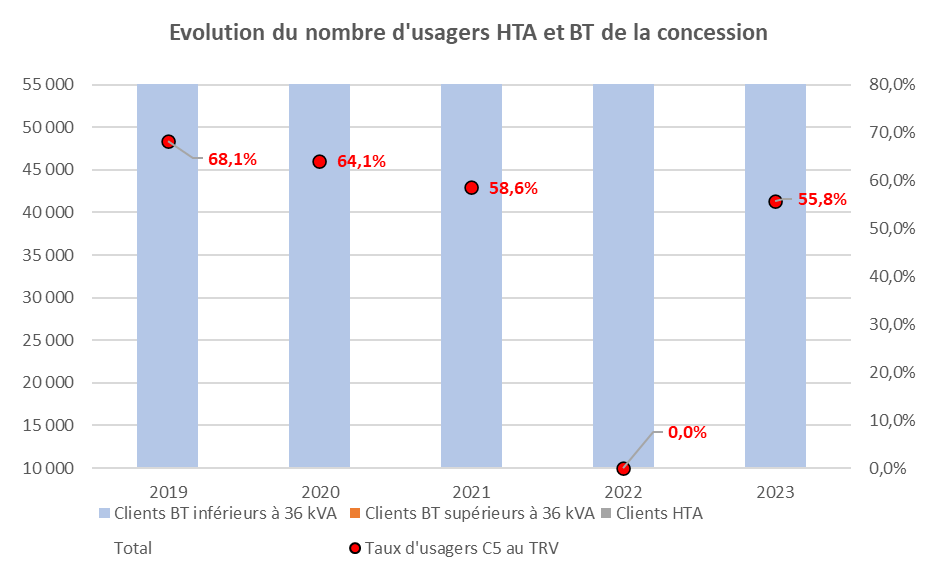 Evolution du nombre d'usagers HTA et BT de la concession
55 000 80,0%
50 000 70,0%
68,1% 64,1%
45 000 60,0%
58,6% 55,8%
40 000 50,0%
35 000 40,0%
30 000
25 000 30,0%
20 000 20,0%
15 000 10,0%
0,0%
10 000 0,0%
2019 2020 2021 2022 2023
Clients BT inférieurs à 36 kVA Clients BT supérieurs à 36 kVA Clients HTA
Total Taux d'usagers C5 au TRV